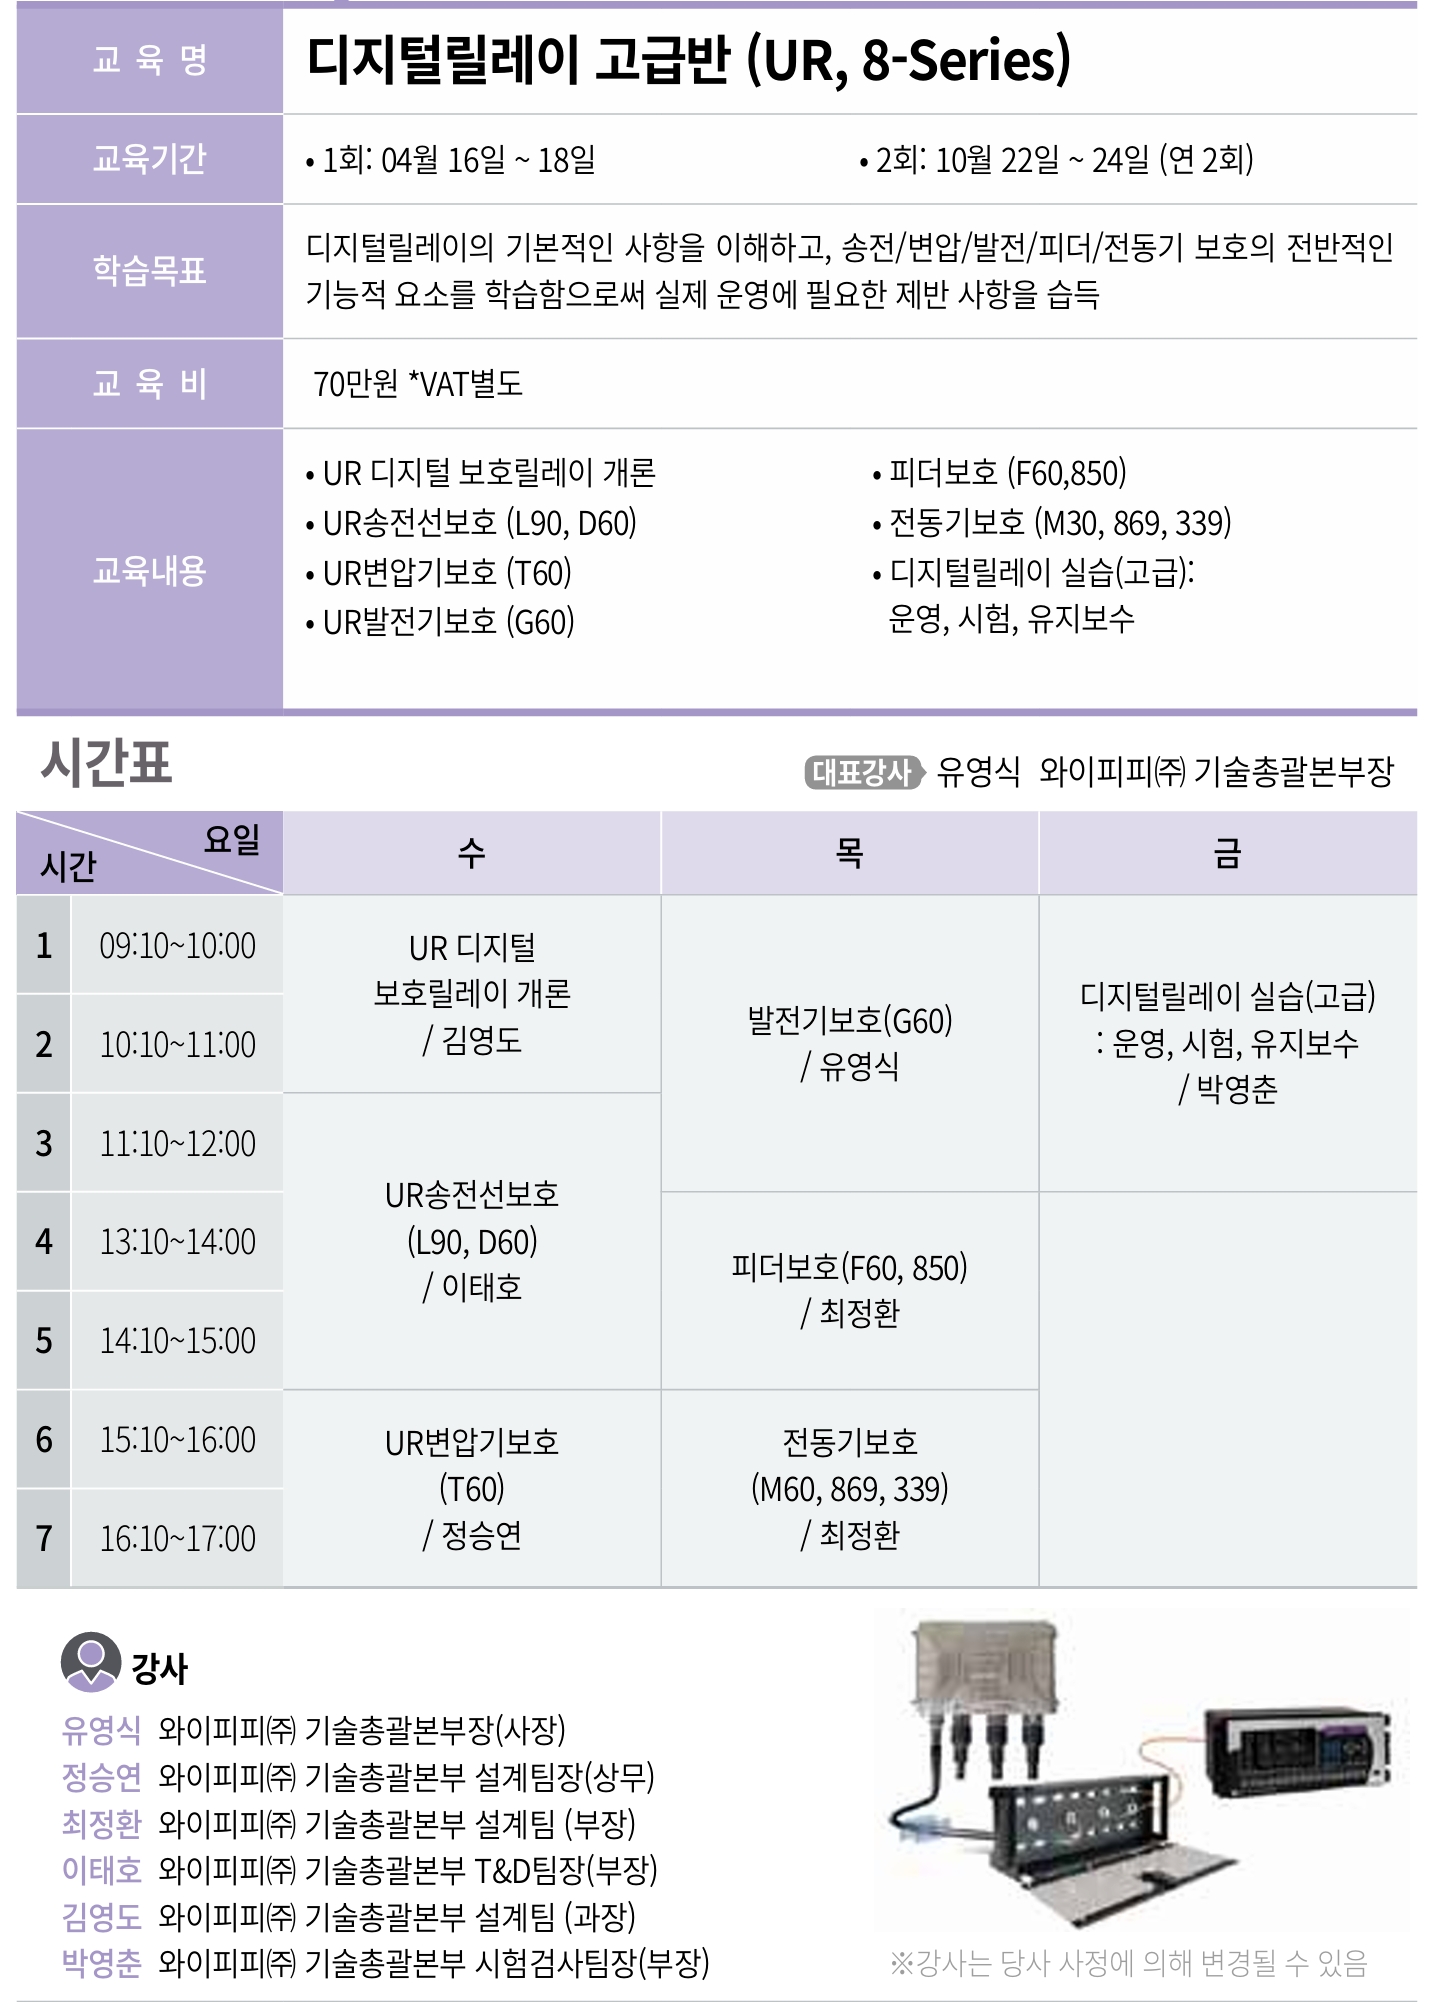 교 육 명
디지털릴레이 고급반 (UR, 8-Series)
교육기간
• 1회: 04월 16일 ~ 18일
• 2회: 10월 22일 ~ 24일 (연 2회)
학습목표
디지털릴레이의 기본적인 사항을 이해하고, 송전/변압/발전/피더/전동기 보호의 전반적인
기능적 요소를 학습함으로써 실제 운영에 필요한 제반 사항을 습득
교 육 비
70만원 *VAT별도
교육내용
• UR 디지털 보호릴레이 개론
• UR송전선보호 (L90, D60)
• UR변압기보호 (T60)
• UR발전기보호 (G60)
• 피더보호 (F60,850)
• 전동기보호 (M30, 869, 339)
• 디지털릴레이 실습(고급):
운영, 시험, 유지보수
시간표
대표강사 유영식 와이피피㈜ 기술총괄본부장
요일
시간
수
목
금
1 09:10~10:00
2 10:10~11:00
3 11:10~12:00
4 13:10~14:00
5 14:10~15:00
6 15:10~16:00
7 16:10~17:00
UR 디지털
보호릴레이 개론
/ 김영도
UR송전선보호
(L90, D60)
/ 이태호
UR변압기보호
(T60)
/ 정승연
발전기보호(G60)
/ 유영식
피더보호(F60, 850)
/ 최정환
전동기보호
(M60, 869, 339)
/ 최정환
디지털릴레이 실습(고급)
: 운영, 시험, 유지보수
/ 박영춘
강사
유영식 와이피피㈜ 기술총괄본부장(사장)
정승연 와이피피㈜ 기술총괄본부 설계팀장(상무)
최정환 와이피피㈜ 기술총괄본부 설계팀 (부장)
이태호 와이피피㈜ 기술총괄본부 T&D팀장(부장)
김영도 와이피피㈜ 기술총괄본부 설계팀 (과장)
박영춘 와이피피㈜ 기술총괄본부 시험검사팀장(부장)
※강사는 당사 사정에 의해 변경될 수 있음